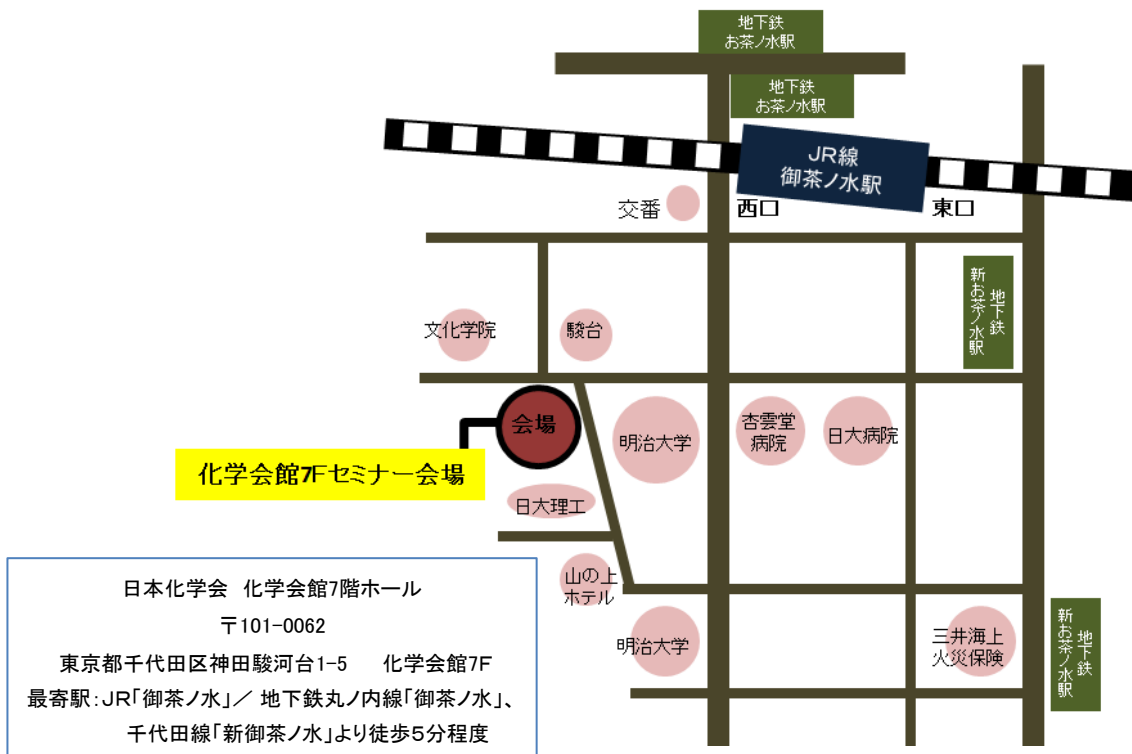 地下鉄
お茶ノ水駅
地下鉄
お茶ノ水駅
JR線
御茶ノ水駅
交番
西口
東口
地下鉄
新お茶ノ水駅
文化学院
駿台
会場
明治大学
杏雲堂
病院
日大病院
化学会館7Fセミナー会場
日大理工
山の上
ホテル
明治大学
三井海上
火災保険
地下鉄
新お茶ノ水駅
日本化学会 化学会館7階ホール
〒101-0062
東京都千代田区神田駿河台1-5 化学会館7F
最寄駅:JR「御茶ノ水」/ 地下鉄丸ノ内線「御茶ノ水」、
千代田線「新御茶ノ水」より徒歩5分程度